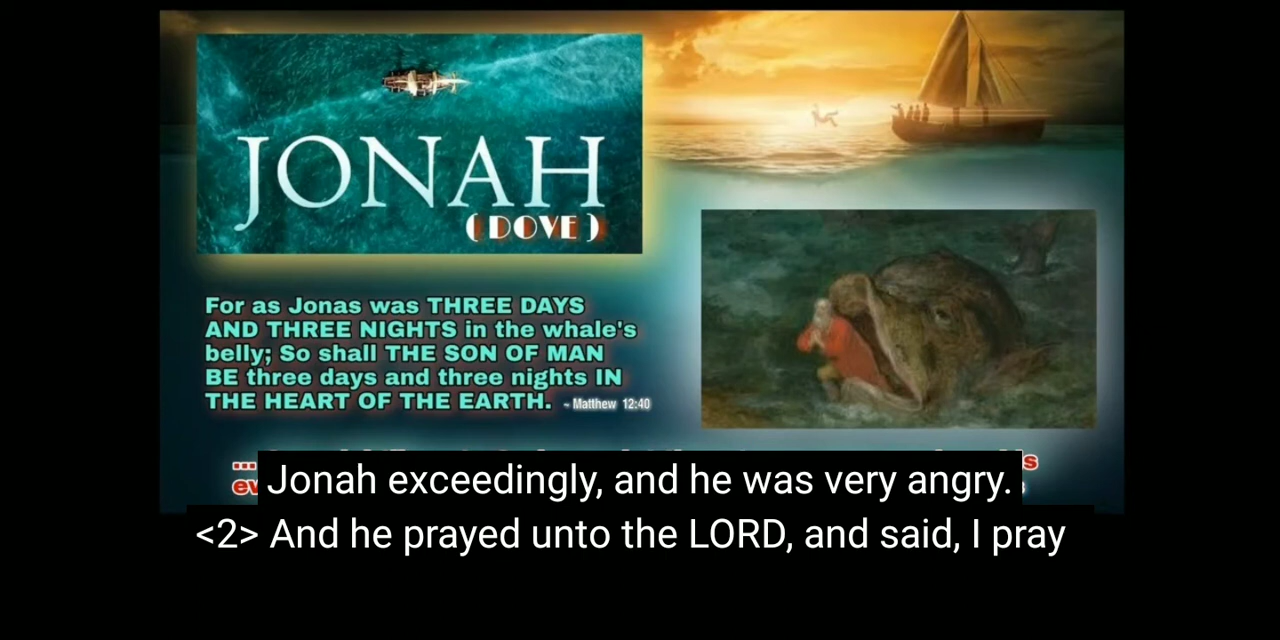 JONAH
( DOVE )
For as Jonas was THREE DAYS
AND THREE NIGHTS in the whale's
belly; So shall THE SON OF MAN
BE three days and three nights IN
THE HEART OF THE EARTH. ~ Matthew 12:40
Jonah exceedingly, and he was very angry.
<2> And he prayed unto the LORD, and said, I pray